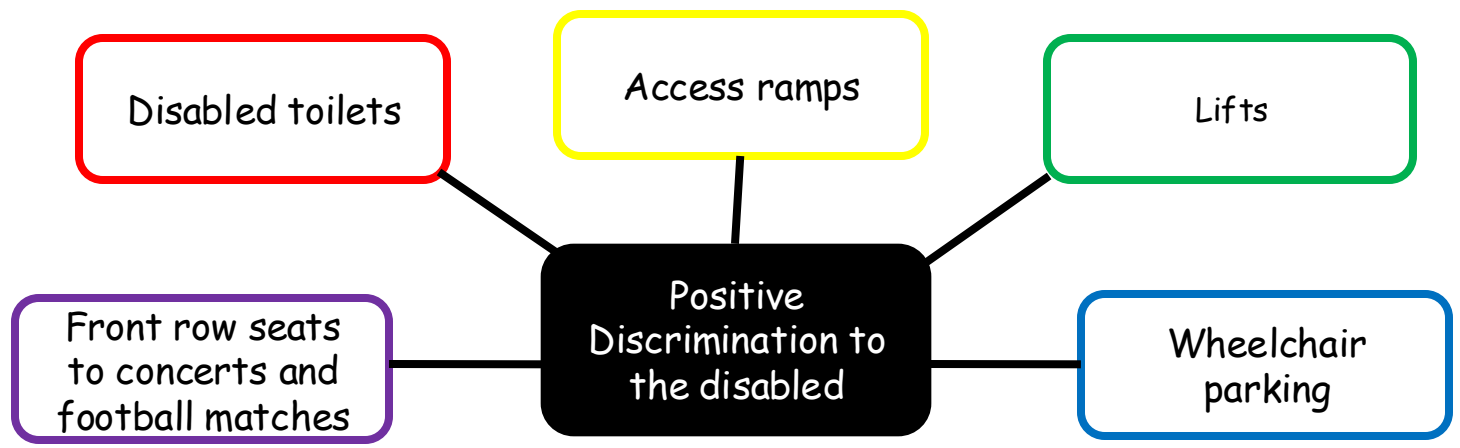 Disabled toilets
Access ramps
Lifts
Front row seats
to concerts and
football matches
Positive
Discrimination to
the disabled
Wheelchair
parking